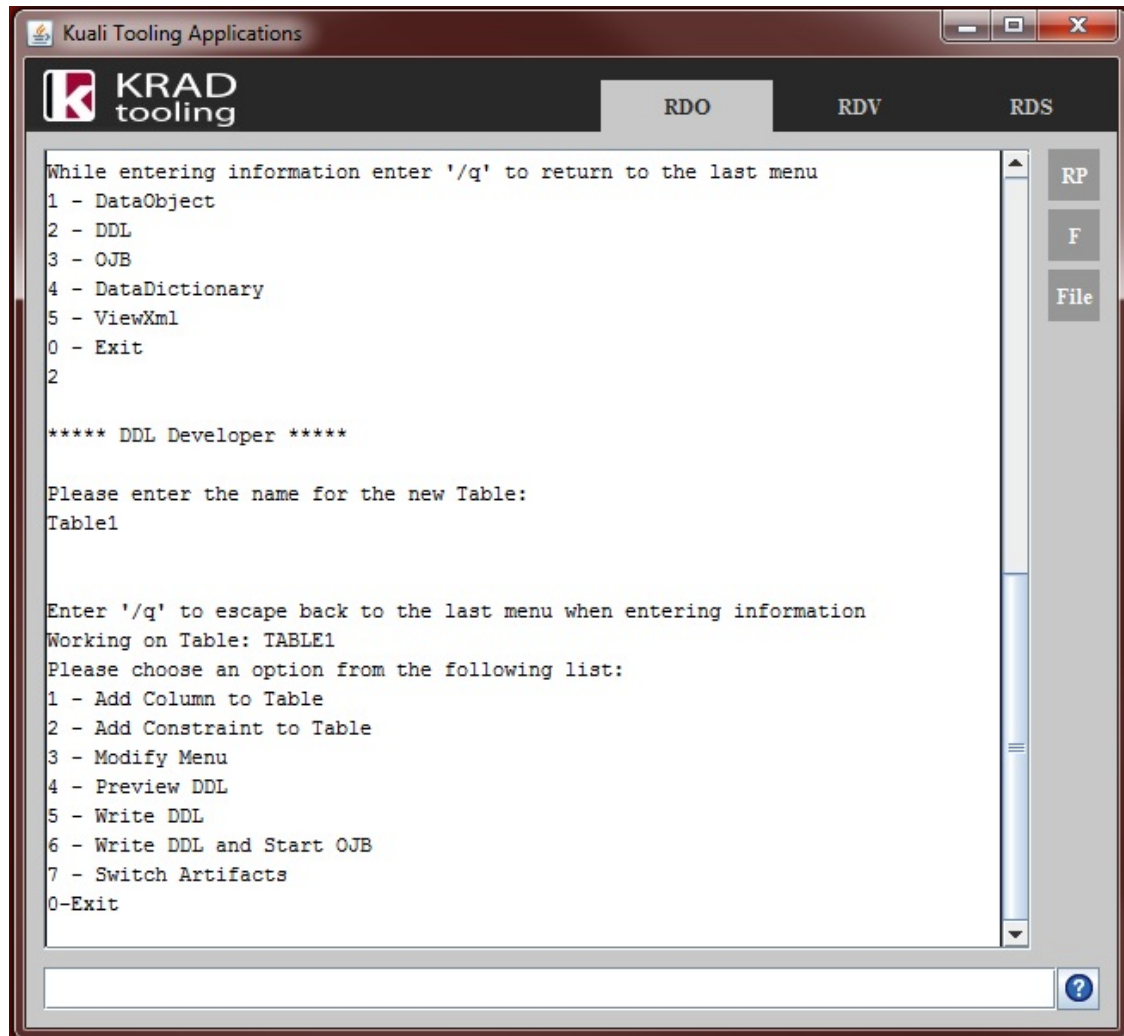 Kuali Tooling Applications
KRAD
tooling
RDO
RDV
RDS
While entering information enter '/q' to return to the last menu
1 - DataObject
2 - DDL
3 - OJB
4 - DataDictionary
5 - ViewXml
0 - Exit
2
***** DDL Developer *****
Please enter the name for the new Table:
Table1
Enter '/q' to escape back to the last menu when entering information
Working on Table: TABLE1
Please choose an option from the following list:
1 - Add Column to Table
2 - Add Constraint to Table
3 - Modify Menu
4 - Preview DDL
5 - Write DDL
6 - Write DDL and Start OJB
7 - Switch Artifacts
0-Exit
RP
F
File
?